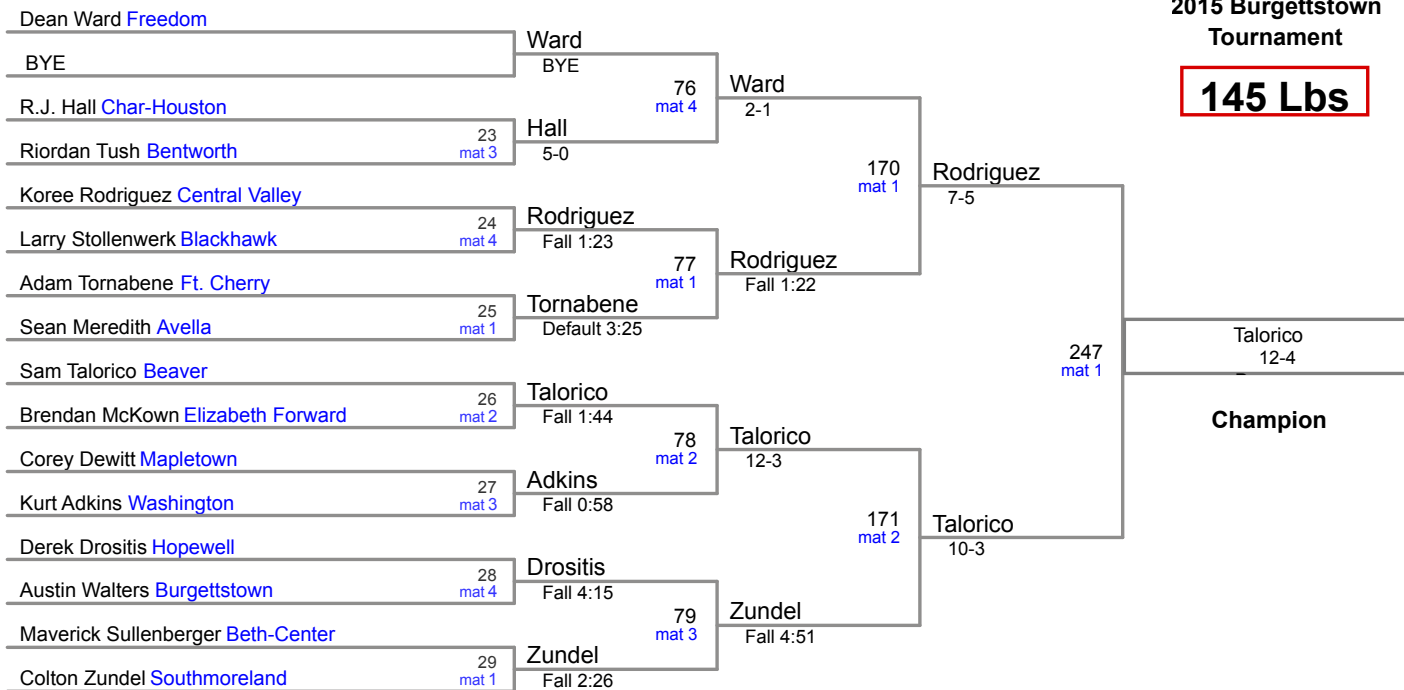 2015 Burgettstown
Tournament
145 Lbs
Dean Ward Freedom
BYE
R.J. Hall Char-Houston
Riordan Tush Bentworth
Koree Rodriguez Central Valley
Larry Stollenwerk Blackhawk
Adam Tornabene Ft. Cherry
Sean Meredith Avella
Sam Talorico Beaver
Brendan McKown Elizabeth Forward
Corey Dewitt Mapletown
Kurt Adkins Washington
Derek Drositis Hopewell
Austin Walters Burgettstown
Maverick Sullenberger Beth-Center
Colton Zundel Southmoreland
23
mat 3
24
mat 4
25
mat 1
26
mat 2
27
mat 3
28
mat 4
29
mat 1
Ward
BYE
Hall
5-0
Rodriguez
Fall 1:23
Tornabene
Default 3:25
Talorico
Fall 1:44
Adkins
Fall 0:58
Drositis
Fall 4:15
Zundel
Fall 2:26
76
mat 4
77
mat 1
78
mat 2
79
mat 3
Ward
2-1
Rodriguez
Fall 1:22
Talorico
12-3
Zundel
Fall 4:51
170
mat 1
171
mat 2
Rodriguez
7-5
Talorico
10-3
247
mat 1
Talorico
12-4
Champion